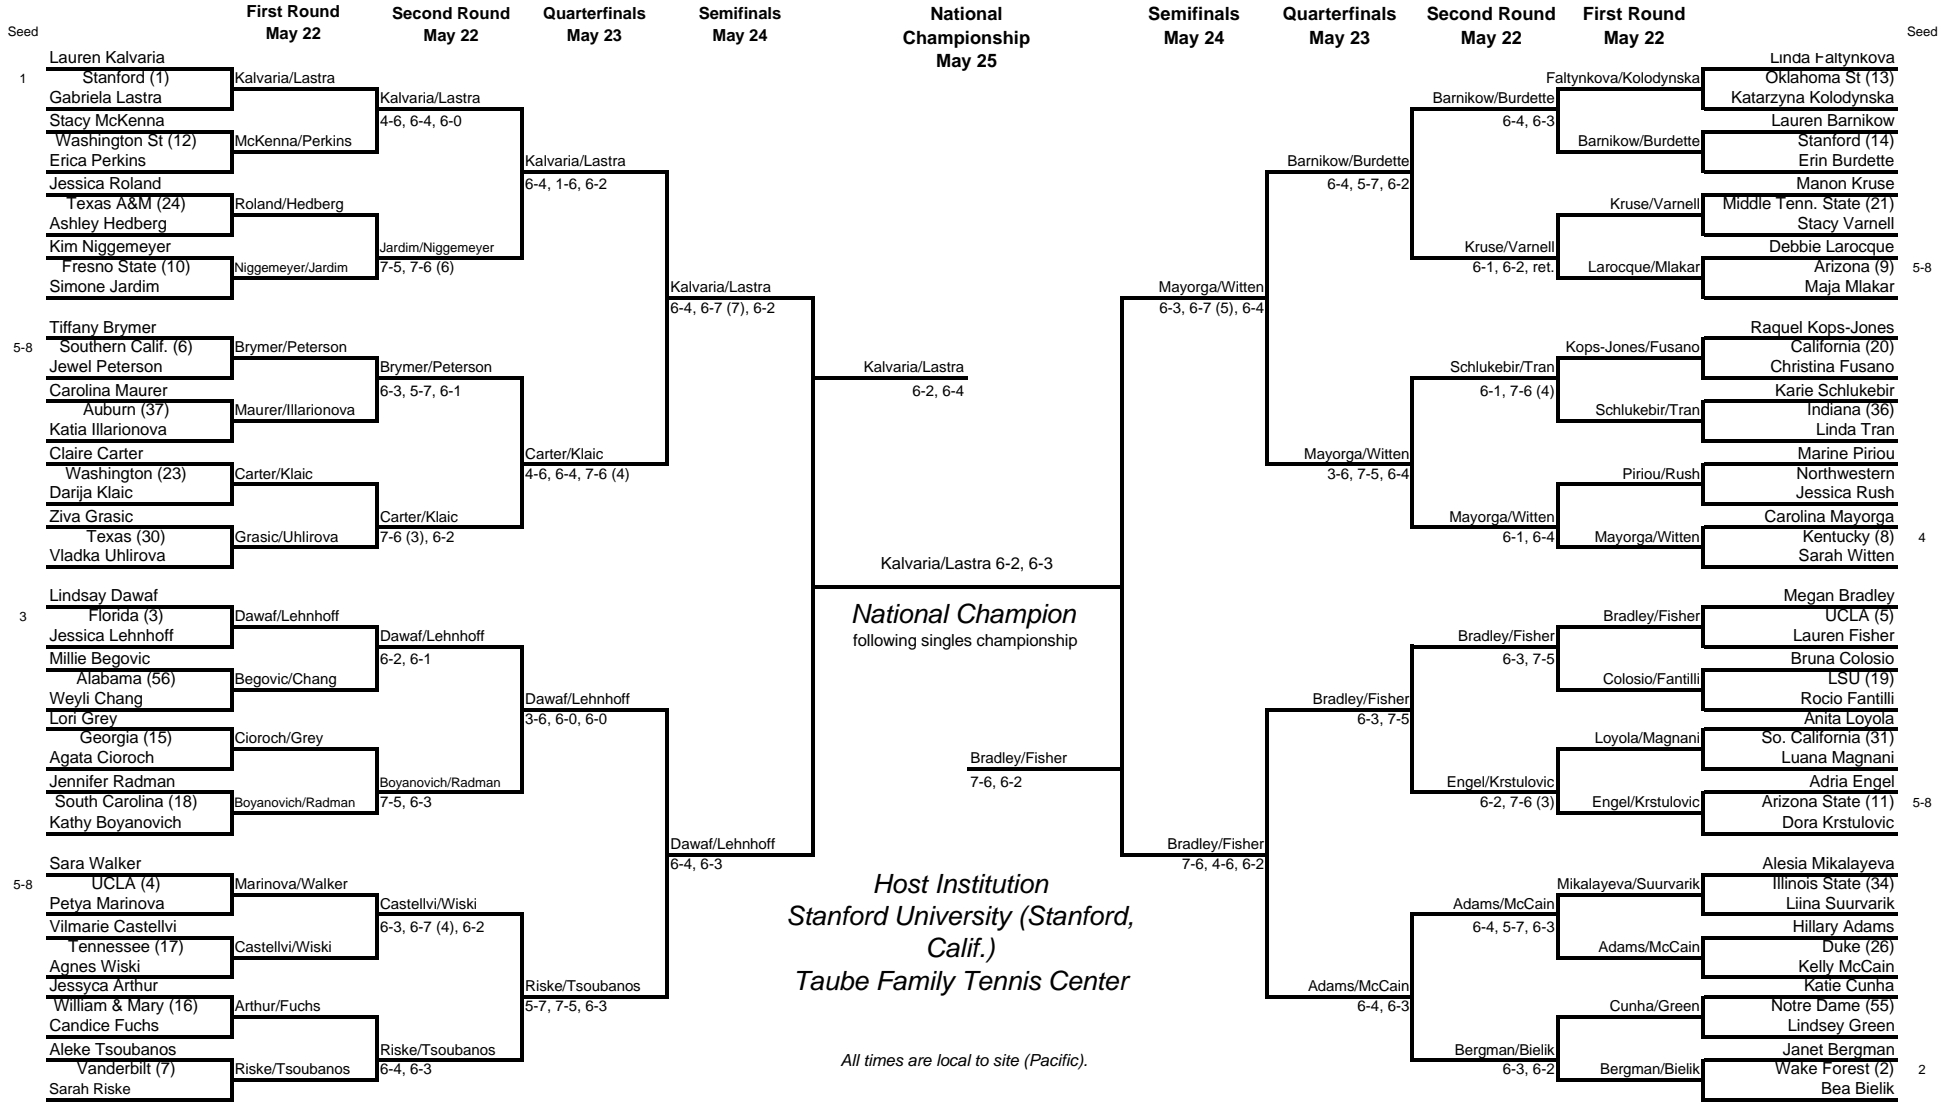 First Round
May 22
Second Round
May 22
Quarterfinals
May 23
Semifinals
May 24
National
Championship
May 25
Semifinals
May 24
Quarterfinals
May 23
Second Round
May 22
First Round
May 22
Seed
Seed
Lauren Kalvaria
1
Stanford (1)
Gabriela Lastra
Stacy McKenna
Washington St (12)
Erica Perkins
Jessica Roland
Texas A&M (24)
Ashley Hedberg
Kim Niggemeyer
Fresno State (10)
Simone Jardim
Tiffany Brymer
5-8
Southern Calif. (6)
Jewel Peterson
Carolina Maurer
Auburn (37)
Katia Illarionova
Claire Carter
Washington (23)
Darija Klaic
Ziva Grasic
Texas (30)
Vladka Uhlirova
Lindsay Dawaf
3
Florida (3)
Jessica Lehnhoff
Millie Begovic
Alabama (56)
Weyli Chang
Lori Grey
Georgia (15)
Agata Cioroch
Jennifer Radman
South Carolina (18)
Kathy Boyanovich
Sara Walker
5-8
UCLA (4)
Petya Marinova
Vilmarie Castellvi
Tennessee (17)
Agnes Wiski
Jessyca Arthur
William & Mary (16)
Candice Fuchs
Aleke Tsoubanos
Vanderbilt (7)
Sarah Riske
Kalvaria/Lastra
McKenna/Perkins
Roland/Hedberg
Niggemeyer/Jardim
Brymer/Peterson
Maurer/Illarionova
Carter/Klaic
Grasic/Uhlirova
Dawaf/Lehnhoff
Begovic/Chang
Cioroch/Grey
Boyanovich/Radman
Marinova/Walker
Castellvi/Wiski
Arthur/Fuchs
Riske/Tsoubanos
Kalvaria/Lastra
4-6, 6-4, 6-0
Jardim/Niggemeyer
7-5, 7-6 (6)
Brymer/Peterson
6-3, 5-7, 6-1
Carter/Klaic
7-6 (3), 6-2
Dawaf/Lehnhoff
6-2, 6-1
Boyanovich/Radman
7-5, 6-3
Castellvi/Wiski
6-3, 6-7 (4), 6-2
Riske/Tsoubanos
6-4, 6-3
Kalvaria/Lastra
6-4, 1-6, 6-2
Carter/Klaic
4-6, 6-4, 7-6 (4)
Dawaf/Lehnhoff
3-6, 6-0, 6-0
Riske/Tsoubanos
5-7, 7-5, 6-3
Kalvaria/Lastra
6-4, 6-7 (7), 6-2
Dawaf/Lehnhoff
6-4, 6-3
Kalvaria/Lastra
6-2, 6-4
Kalvaria/Lastra 6-2, 6-3
National Champion
following singles championship
Bradley/Fisher
7-6, 6-2
Host Institution
Stanford University (Stanford,
Calif.)
Taube Family Tennis Center
All times are local to site (Pacific).
Mayorga/Witten
6-3, 6-7 (5), 6-4
Bradley/Fisher
7-6, 4-6, 6-2
Barnikow/Burdette
6-4, 5-7, 6-2
Mayorga/Witten
3-6, 7-5, 6-4
Bradley/Fisher
6-3, 7-5
Adams/McCain
6-4, 6-3
Barnikow/Burdette
6-4, 6-3
Kruse/Varnell
6-1, 6-2, ret.
Schlukebir/Tran
6-1, 7-6 (4)
Mayorga/Witten
6-1, 6-4
Bradley/Fisher
6-3, 7-5
Engel/Krstulovic
6-2, 7-6 (3)
Adams/McCain
6-4, 5-7, 6-3
Bergman/Bielik
6-3, 6-2
Faltynkova/Kolodynska
Barnikow/Burdette
Kruse/Varnell
Larocque/Mlakar
Kops-Jones/Fusano
Schlukebir/Tran
Piriou/Rush
Mayorga/Witten
Bradley/Fisher
Colosio/Fantilli
Loyola/Magnani
Engel/Krstulovic
Mikalayeva/Suurvarik
Adams/McCain
Cunha/Green
Bergman/Bielik
Linda Faltynkova
Oklahoma St (13)
Katarzyna Kolodynska
Lauren Barnikow
Stanford (14)
Erin Burdette
Manon Kruse
Middle Tenn. State (21)
Stacy Varnell
Debbie Larocque
Arizona (9)
5-8
Maja Mlakar
Raquel Kops-Jones
California (20)
Christina Fusano
Karie Schlukebir
Indiana (36)
Linda Tran
Marine Piriou
Northwestern
Jessica Rush
Carolina Mayorga
Kentucky (8)
4
Sarah Witten
Megan Bradley
UCLA (5)
Lauren Fisher
Bruna Colosio
LSU (19)
Rocio Fantilli
Anita Loyola
So. California (31)
Luana Magnani
Adria Engel
Arizona State (11)
5-8
Dora Krstulovic
Alesia Mikalayeva
Illinois State (34)
Liina Suurvarik
Hillary Adams
Duke (26)
Kelly McCain
Katie Cunha
Notre Dame (55)
Lindsey Green
Janet Bergman
Wake Forest (2)
2
Bea Bielik